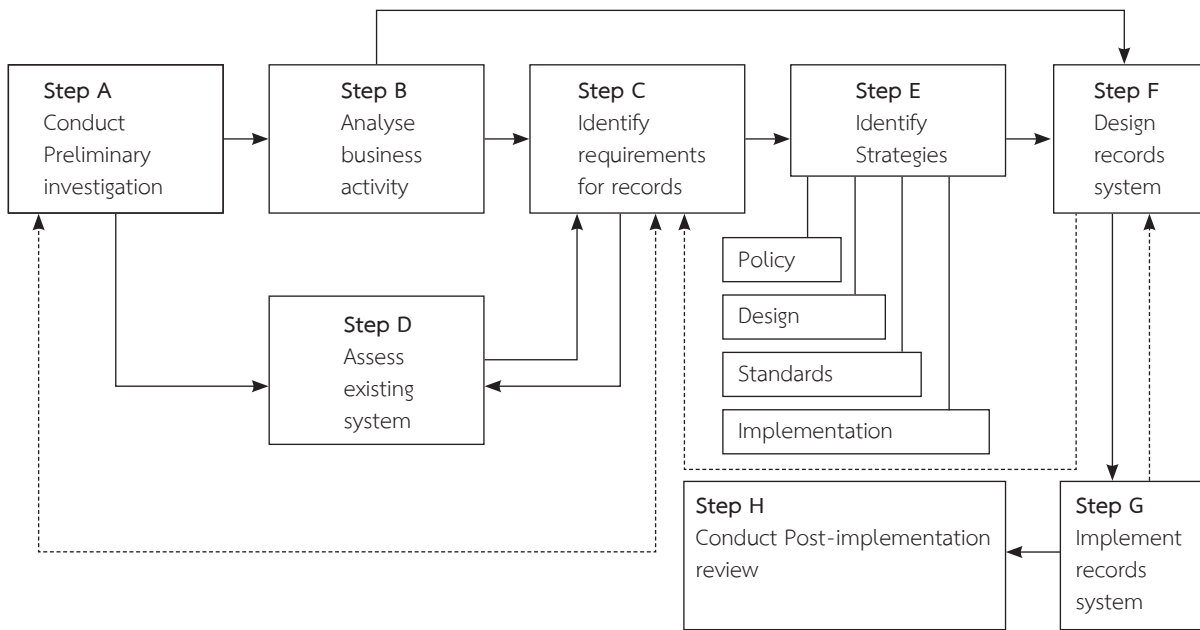 Step A
Conduct
Preliminary
investigation
Step B
Analyse
business
activity
Step C
Identify
requirements
for records
Step E
Identify
Strategies
Step F
Design
records
system
Policy
Design
Standards
Implementation
Step D
Assess
existing
system
Step H
Conduct Post-implementation
review
Step G
Implement
records
system